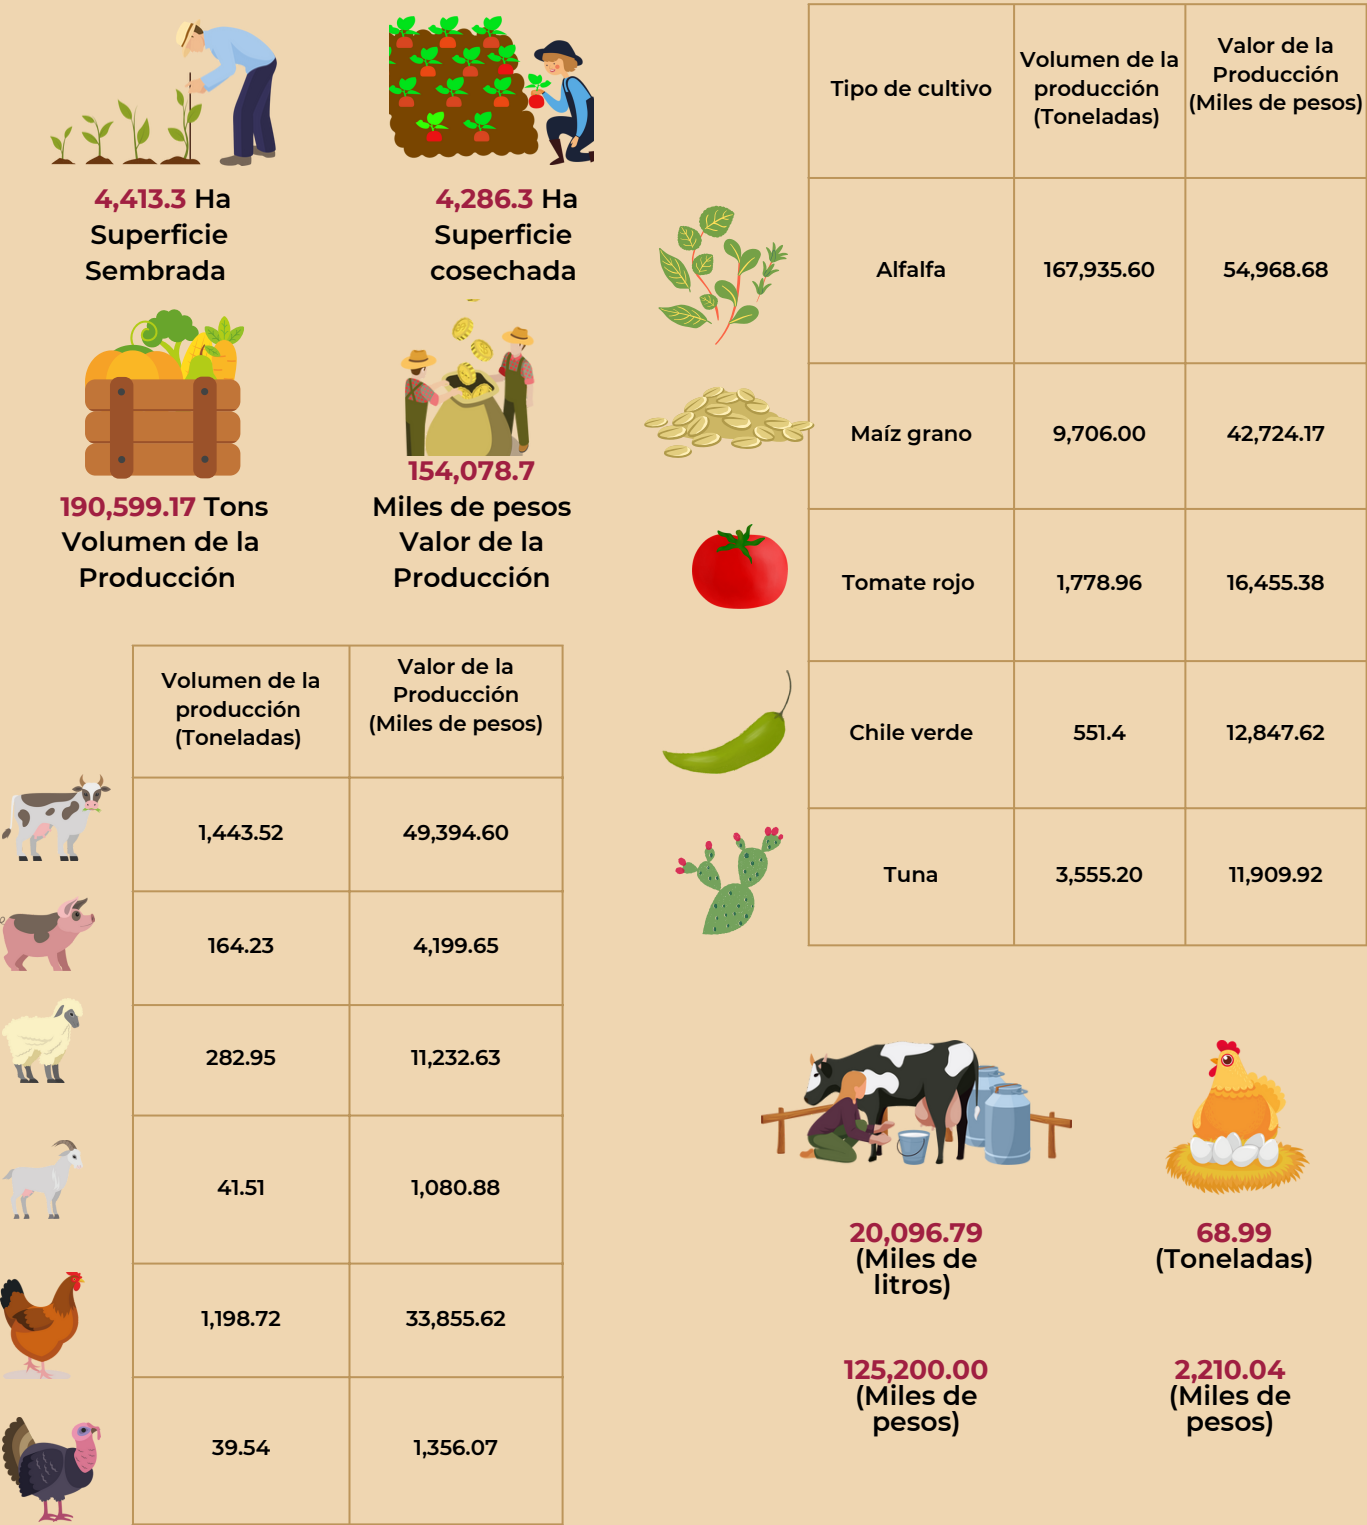 4,413.3 Ha
Superficie
Sembrada
4,286.3 Ha
Superficie
cosechada
190,599.17 Tons
Volumen de la
Producción
154,078.7
Miles de pesos
Valor de la
Producción
Tipo de cultivo
Volumen de la
producción
(Toneladas)
Valor de la
Producción
(Miles de pesos)
Alfalfa 167,935.60 54,968.68
Maíz grano 9,706.00 42,724.17
Tomate rojo 1,778.96 16,455.38
Chile verde 551.4 12,847.62
Tuna 3,555.20 11,909.92
Volumen de la
producción
(Toneladas)
Valor de la
Producción
(Miles de pesos)
1,443.52 49,394.60
164.23 4,199.65
282.95 11,232.63
41.51 1,080.88
1,198.72 33,855.62
39.54 1,356.07
20,096.79
(Miles de
litros)
125,200.00
(Miles de
pesos)
68.99
(Toneladas)
2,210.04
(Miles de
pesos)